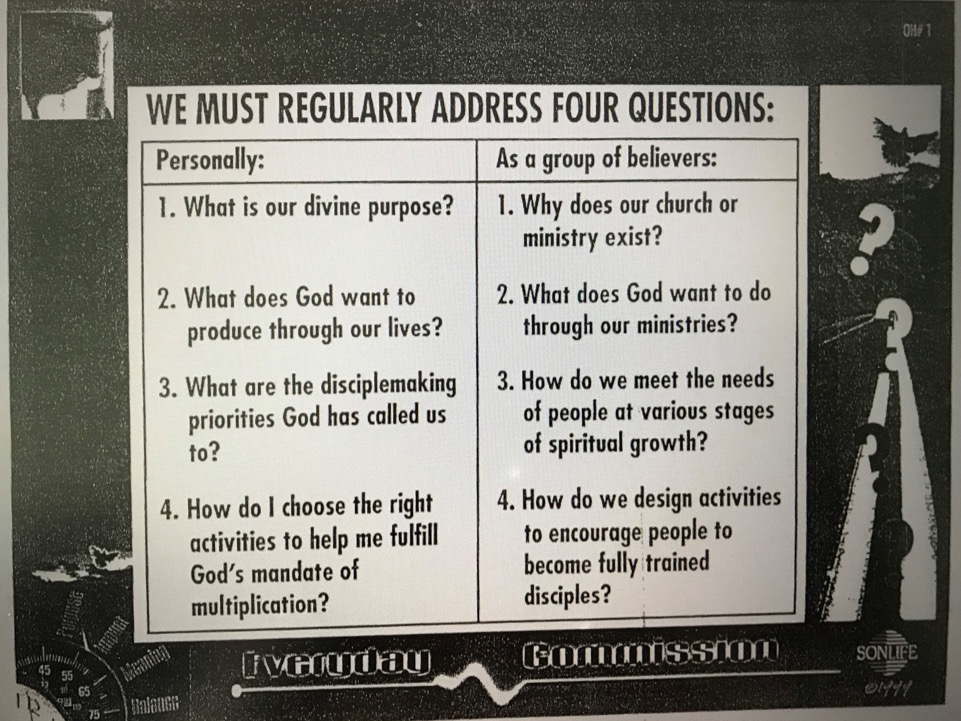 OH# 1
WE MUST REGULARLY ADDRESS FOUR QUESTIONS:
Personally:
1. What is our divine purpose?
2. What does God want to
produce through our lives?
3. What are the disciplemaking
priorities God has called us
to?
4. How do I choose the right
activities to help me fulfill
God's mandate of
multiplication?
As a group of believers:
1. Why does our church or
ministry exist?
2. What does God want to do
through our ministries?
3. How do we meet the needs
of people at various stages
of spiritual growth?
4. How do we design activities
to encourage people to
become fully trained
disciples?
?
?
?
Purpose
45 55
65
75
Everyday Commission
SONLIFE
©1999